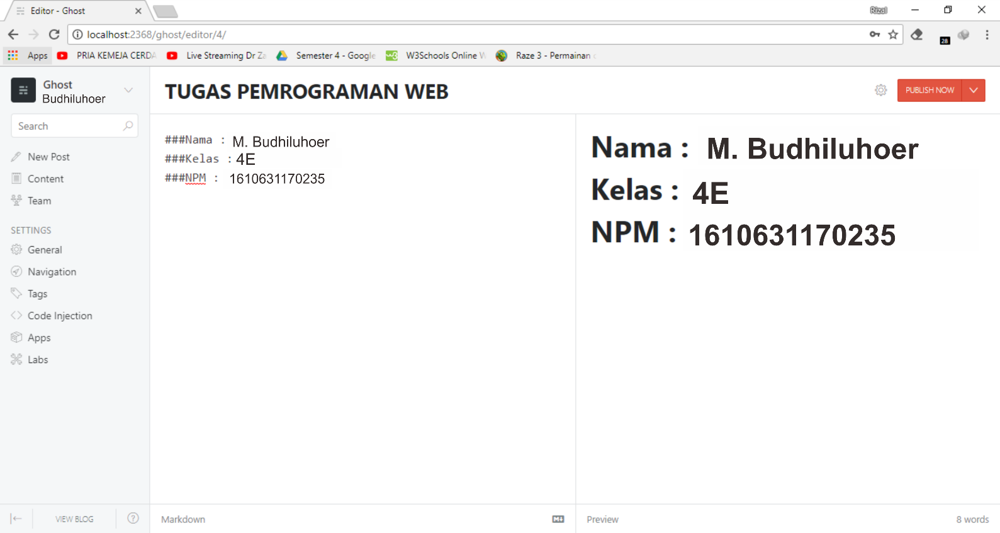 Editor - Ghost
Rizal
localhost:2368/ghost/editor/4/
28
Apps PRIA KEMEJA CERDA Live Streaming Dr Za Semester 4 - Google W3Schools Online W Raze 3 - Permainan
Ghost
Budhiluhoer
TUGAS PEMROGRAMAN WEB
PUBLISH NOW
Search
New Post
Content
Team
SETTINGS
General
Navigation
Tags
Code Injection
Apps
Labs
###Nama : M. Budhiluhoer
###Kelas : 4E
###NPM : 1610631170235
Nama : M. Budhiluhoer
Kelas : 4E
NPM : 1610631170235
VIEW BLOG
?
Markdown
M
Preview
8 words